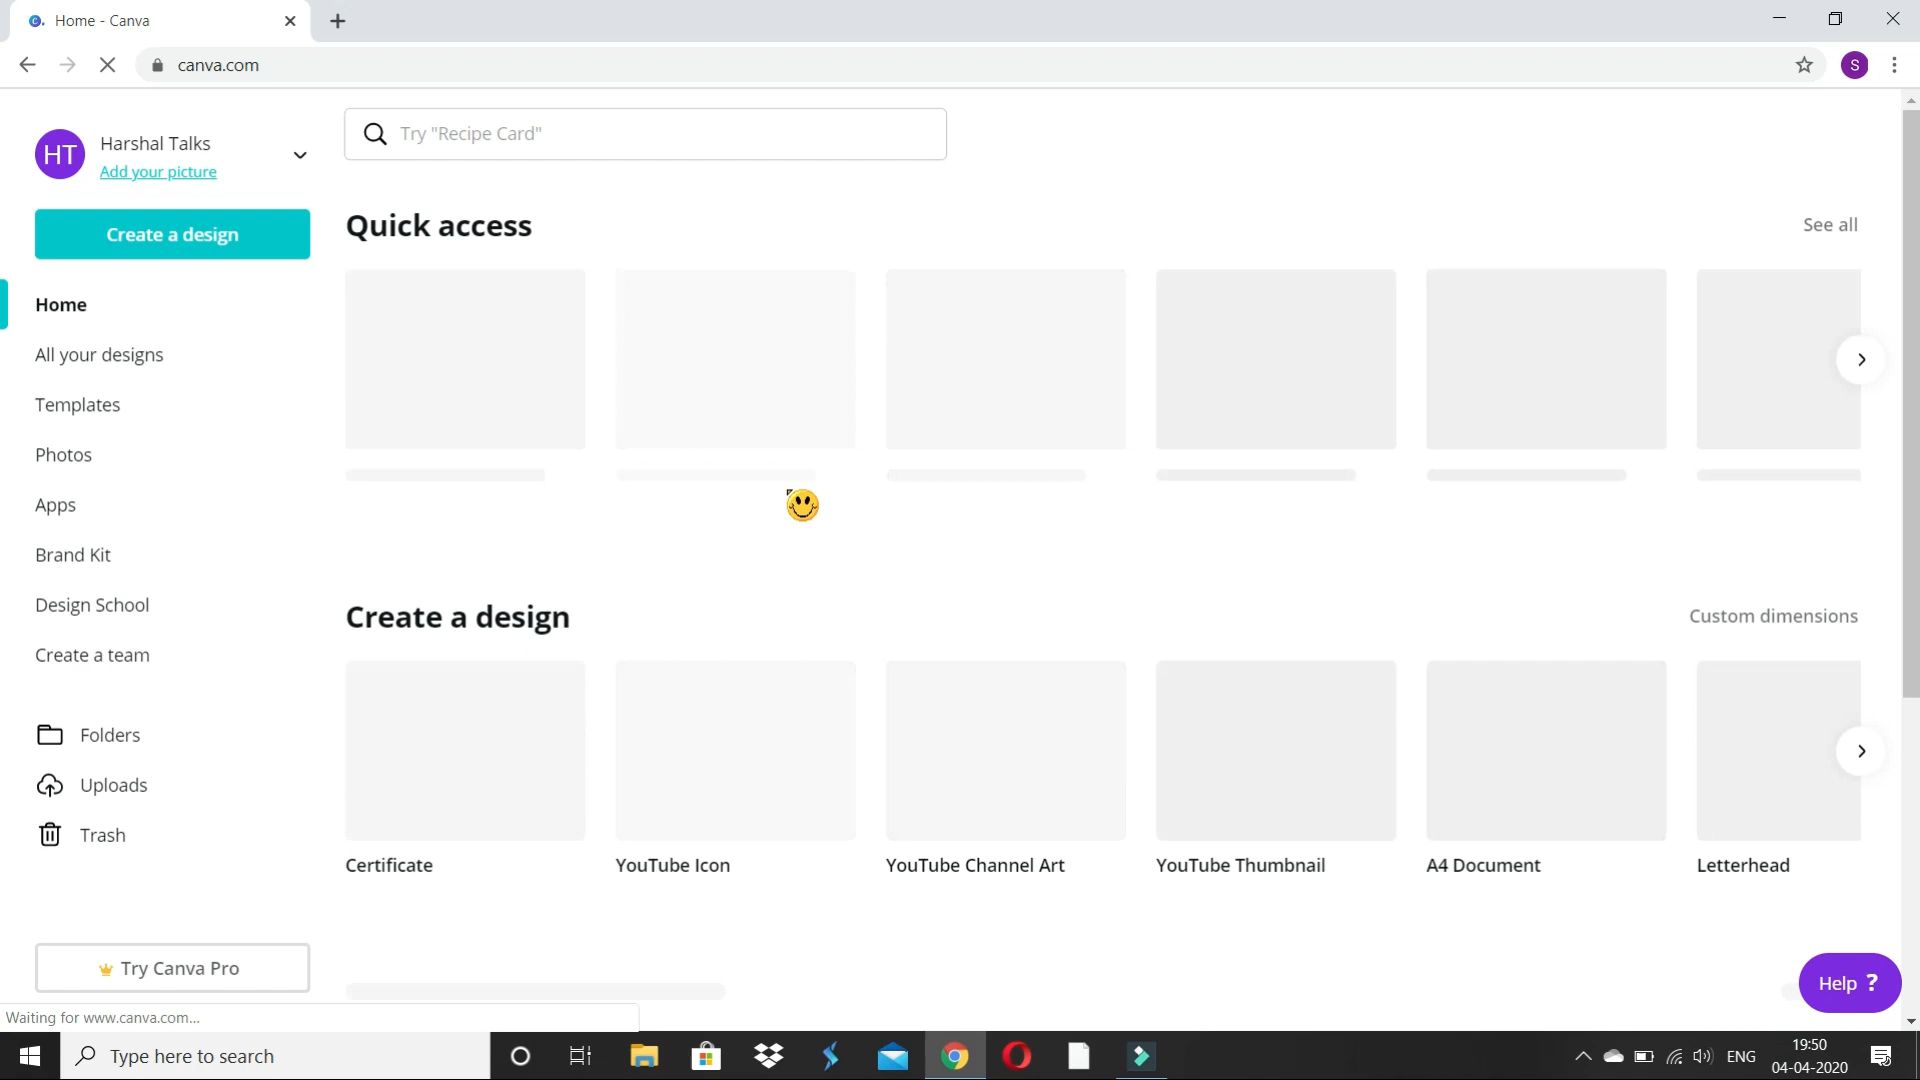 Home - Canva
canva.com
S
HT
Harshal Talks
Add your picture
Try "Recipe Card"
Create a design
Quick access
See all
Home
All your designs
Templates
Photos
Apps
Brand Kit
Design School
Create a team
Create a design
Custom dimensions
Folders
Uploads
Trash
Certificate
YouTube Icon
YouTube Channel Art
YouTube Thumbnail
A4 Document
Letterhead
Try Canva Pro
Help ?
Waiting for www.canva.com...
Type here to search
ENG
19:50
04-04-2020